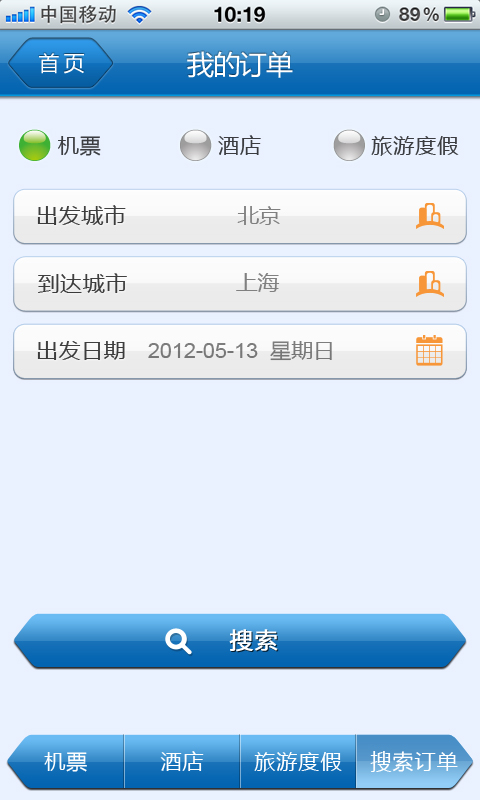 中国移动 10:19 89%
首页 我的订单
机票 酒店 旅游度假
出发城市 北京
到达城市 上海
出发日期 2012-05-13 星期日
搜索
机票 酒店 旅游度假 搜索订单